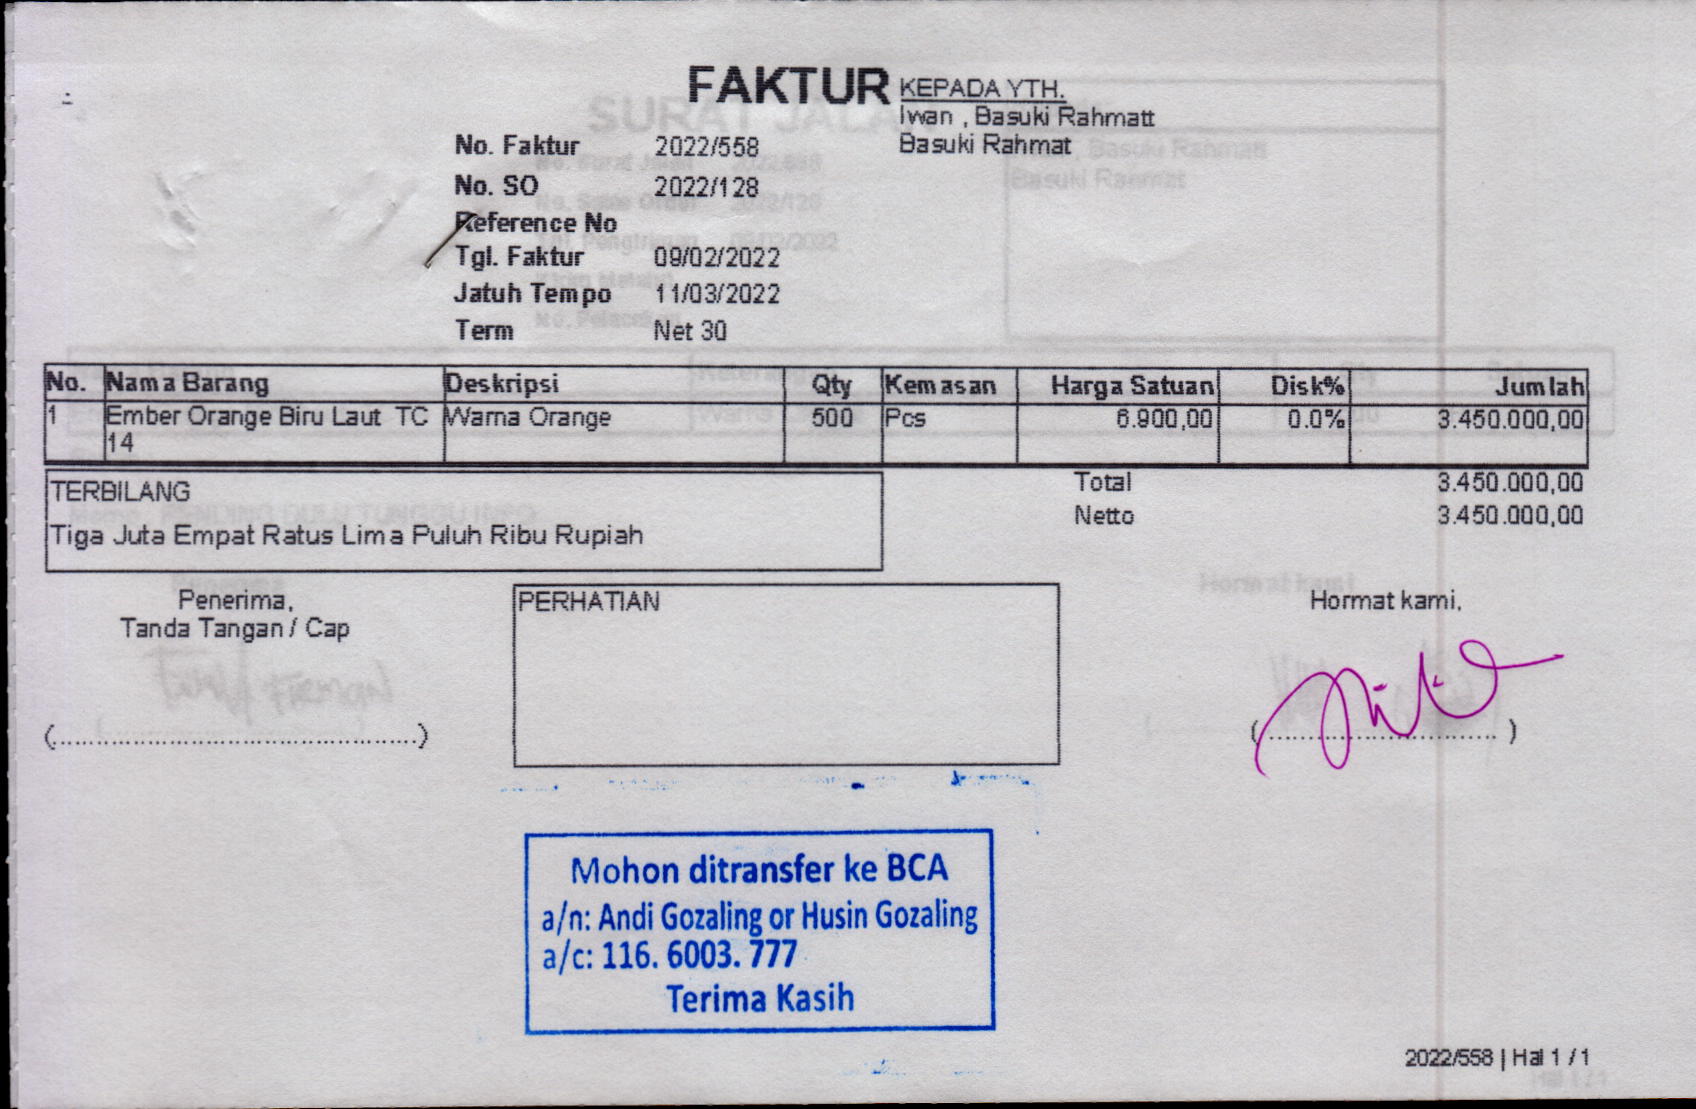 FAKTUR
KEPADA YTH.
Iwan , Basuki Rahmatt
Basuki Rahmat
No. Faktur 2022/558
No. SO 2022/128
Reference No
Tgl. Faktur 09/02/2022
Jatuh Tempo 11/03/2022
Term Net 30
No. Nama Barang Deskripsi Qty Kemasan Harga Satuan Disk% Jumlah
1 Ember Orange Biru Laut TC Warna Orange 500 Pcs 6.900,00 0.0% 3.450.000,00
14
Total 3.450.000,00
Netto 3.450.000,00
TERBILANG
Tiga Juta Empat Ratus Lima Puluh Ribu Rupiah
Penerima,
Tanda Tangan / Cap
PERHATIAN
Hormat kami,
Mohon ditransfer ke BCA
a/n: Andi Gozaling or Husin Gozaling
a/c: 116. 6003. 777
Terima Kasih
2022/558 | Hal 1 / 1